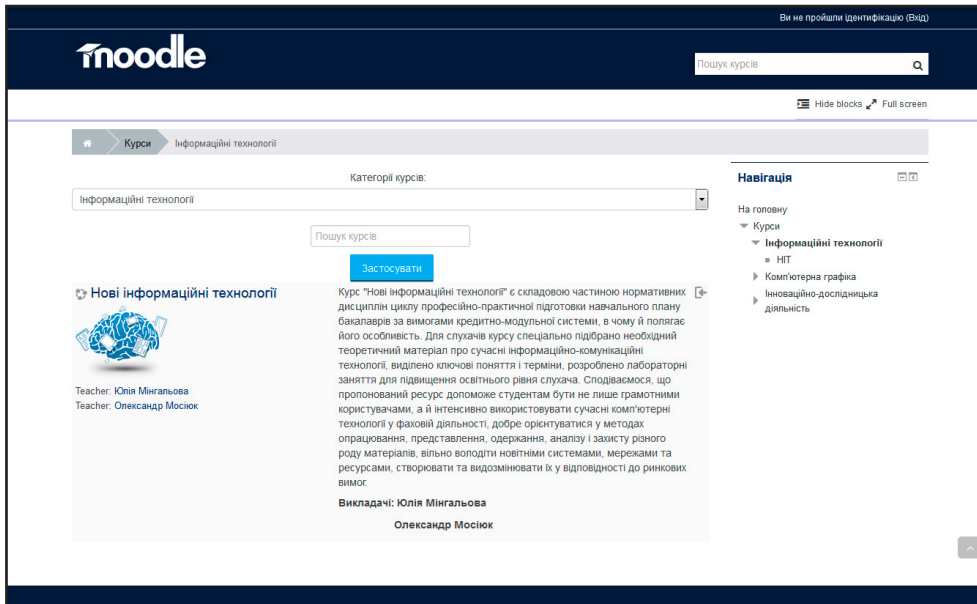 Ви не пройшли ідентифікацію (Вхід)
moodle
Пошук курсів
Hide blocks Full screen
Курси Інформаційні технології
Категорії курсів:
Інформаційні технології
Пошук курсів
Застосувати
Нові інформаційні технології
Teacher: Юлія Мінгальова
Teacher: Олександр Мосіюк
Курс "Нові інформаційні технології" є складовою частиною нормативних
дисциплін циклу професійно-практичної підготовки навчального плану
бакалаврів за вимогами кредитно-модульної системи, в чому й полягає
його особливість. Для слухачів курсу спеціально підібрано необхідний
теоретичний матеріал про сучасні інформаційно-комунікаційні
технології, виділено ключові поняття і терміни, розроблено лабораторні
заняття для підвищення освітнього рівня слухача. Сподіваємося, що
пропонований ресурс допоможе студентам бути не лише грамотними
користувачами, а й інтенсивно використовувати сучасні комп'ютерні
технології у фаховій діяльності, добре орієнтуватися у методах
опрацювання, представлення, одержання, аналізу і захисту різного
роду матеріалів, вільно володіти новітніми системами, мережами та
ресурсами, створювати та видозмінювати їх у відповідності до ринкових
вимог.
Викладачі: Юлія Мінгальова
Олександр Мосіюк
Навігація
На головну
Курси
Інформаційні технології
НІТ
Комп'ютерна графіка
Інноваційно-дослідницька
діяльність